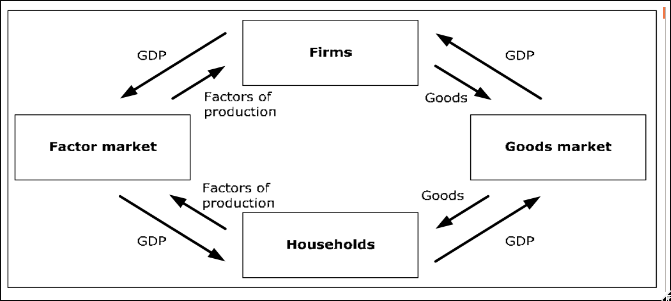 Firms
GDP
GDP
Factors of
production
Goods
Factor market
Goods market
Factors of
production
Goods
GDP
Households
GDP